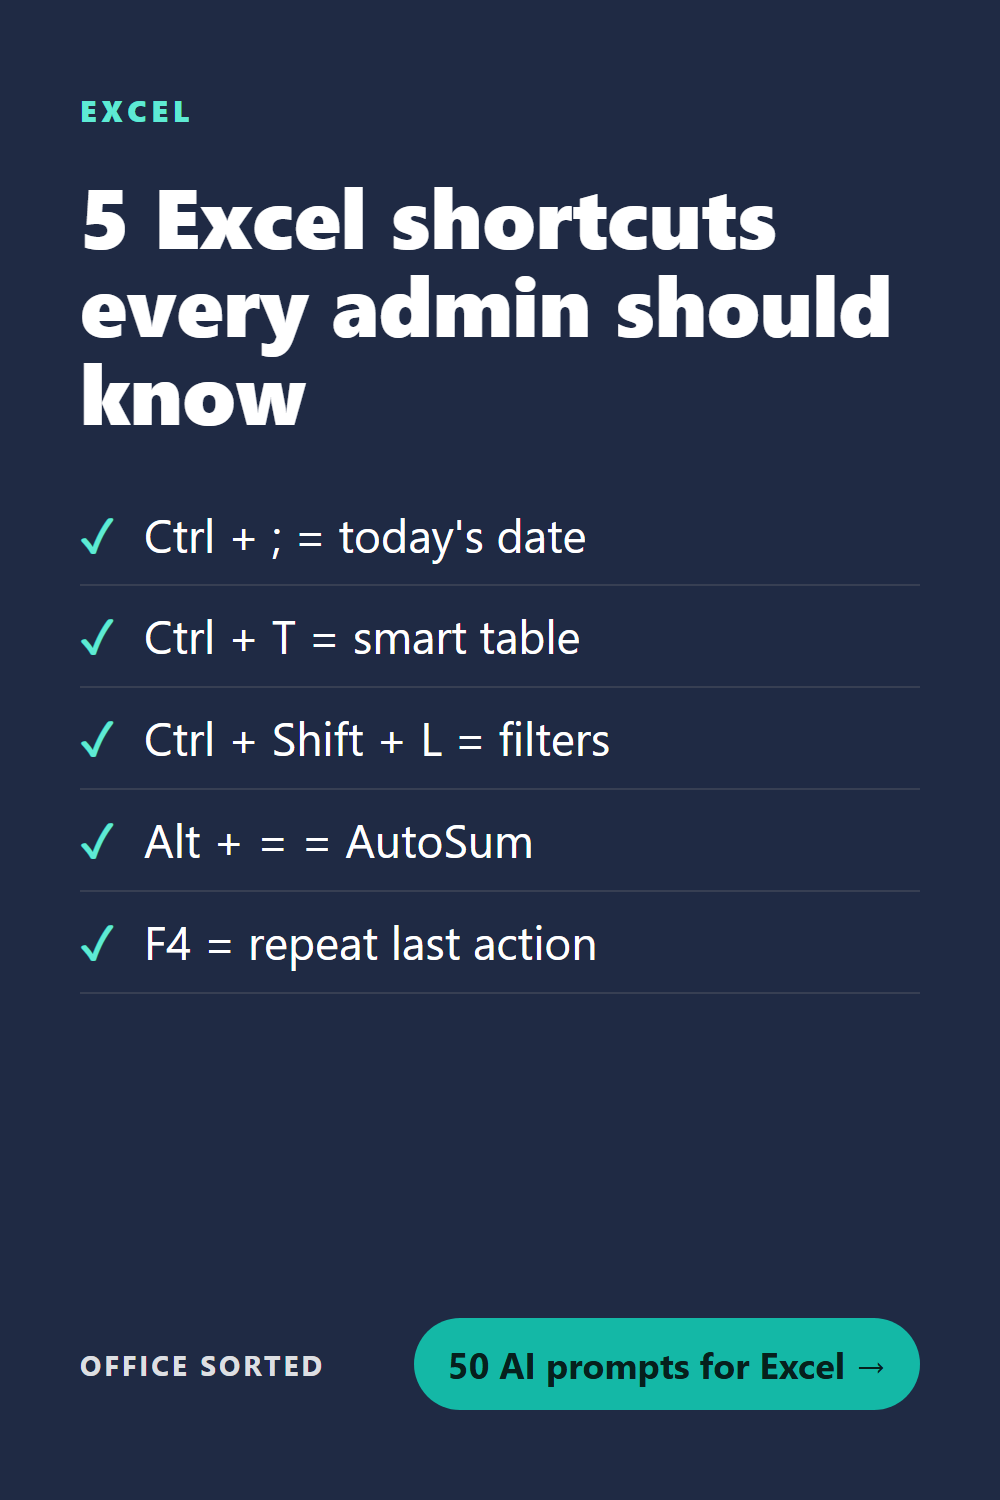 EXCEL
5 Excel shortcuts
every admin should
know
✓ Ctrl + ; = today's date
✓ Ctrl + T = smart table
✓ Ctrl + Shift + L = filters
✓ Alt + = = AutoSum
✓ F4 = repeat last action
OFFICE SORTED
50 AI prompts for Excel →